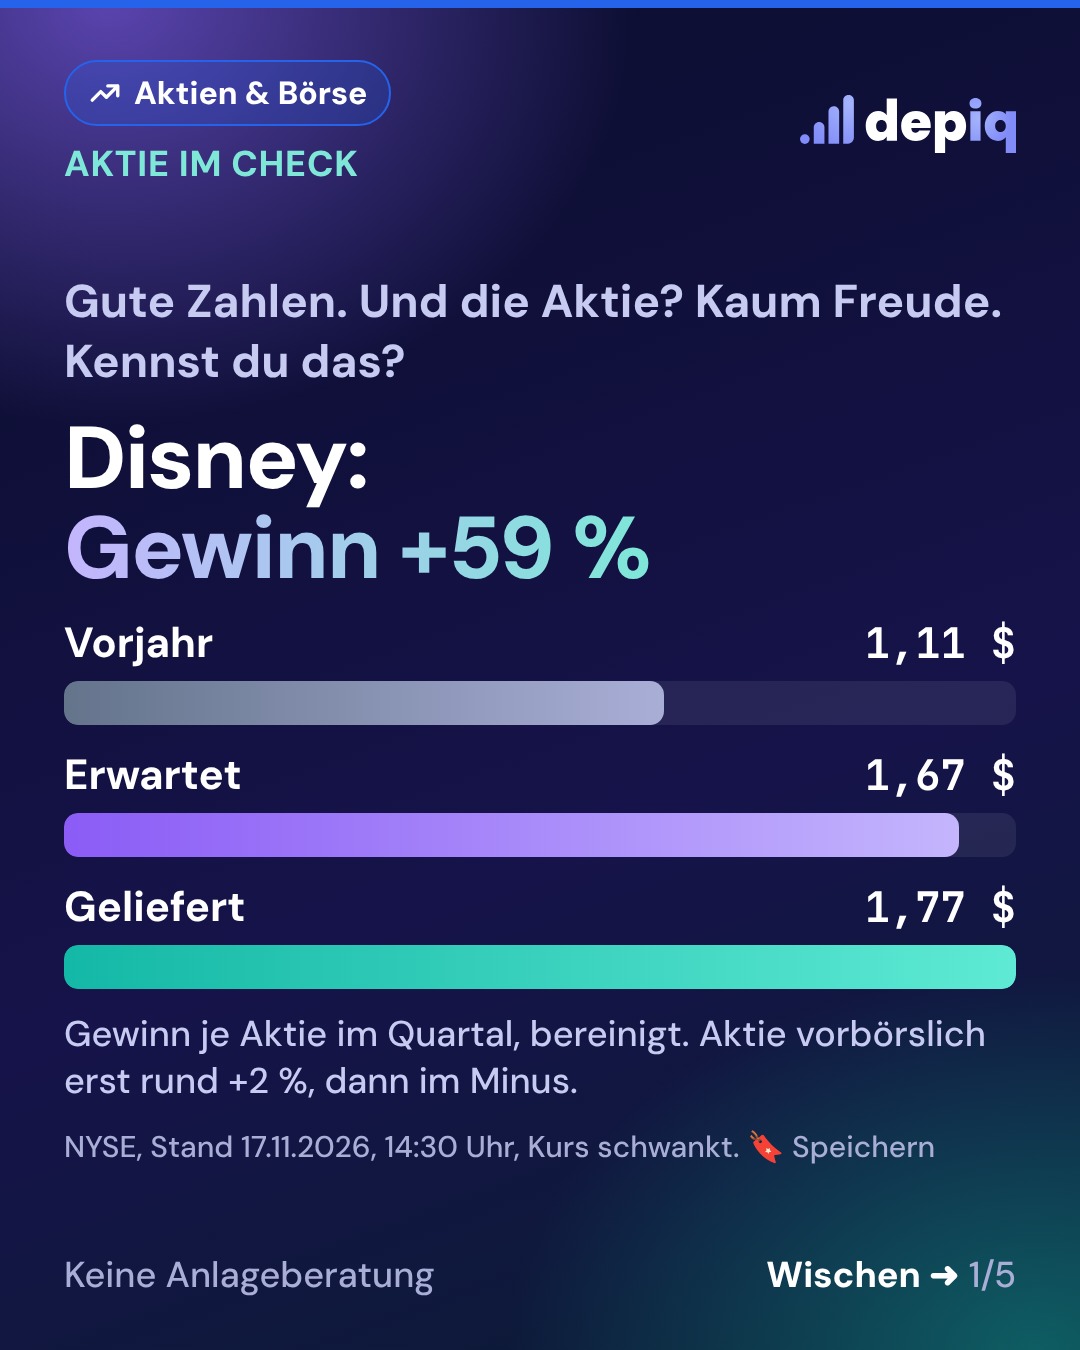 Aktien & Börse
depiq
AKTIE IM CHECK
Gute Zahlen. Und die Aktie? Kaum Freude.
Kennst du das?
Disney:
Gewinn +59 %
Vorjahr 1,11 $
Erwartet 1,67 $
Geliefert 1,77 $
Gewinn je Aktie im Quartal, bereinigt. Aktie vorbörslich
erst rund +2 %, dann im Minus.
NYSE, Stand 17.11.2026, 14:30 Uhr, Kurs schwankt. 🔖 Speichern
Keine Anlageberatung Wischen ➜ 1/5